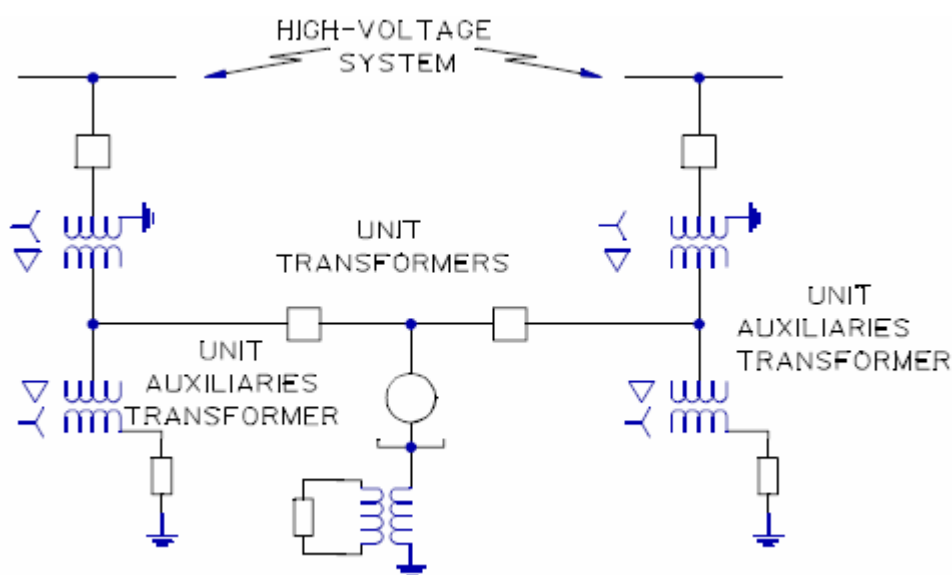 HIGH-VOLTAGE
SYSTEM
UNIT
TRANSFORMERS
UNIT
AUXILIARIES
TRANSFORMER
UNIT
AUXILIARIES
TRANSFORMER